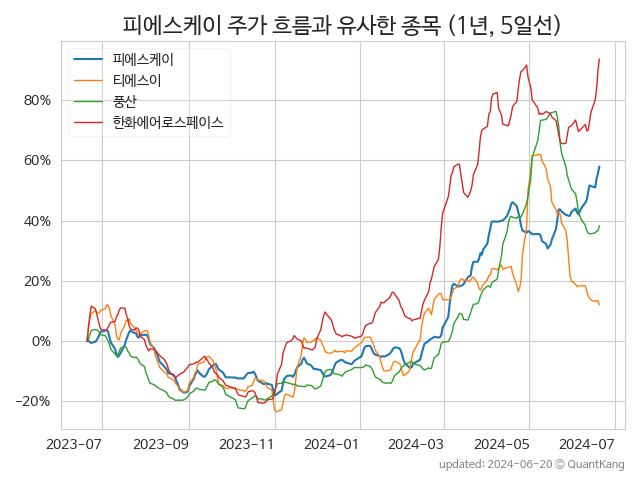 피에스케이 주가 흐름과 유사한 종목 (1년, 5일선)
피에스케이
티에스이
풍산
한화에어로스페이스
80%
60%
40%
20%
0%
−20%
2023-07 2023-09 2023-11 2024-01 2024-03 2024-05 2024-07
updated: 2024-06-20 © QuantKang